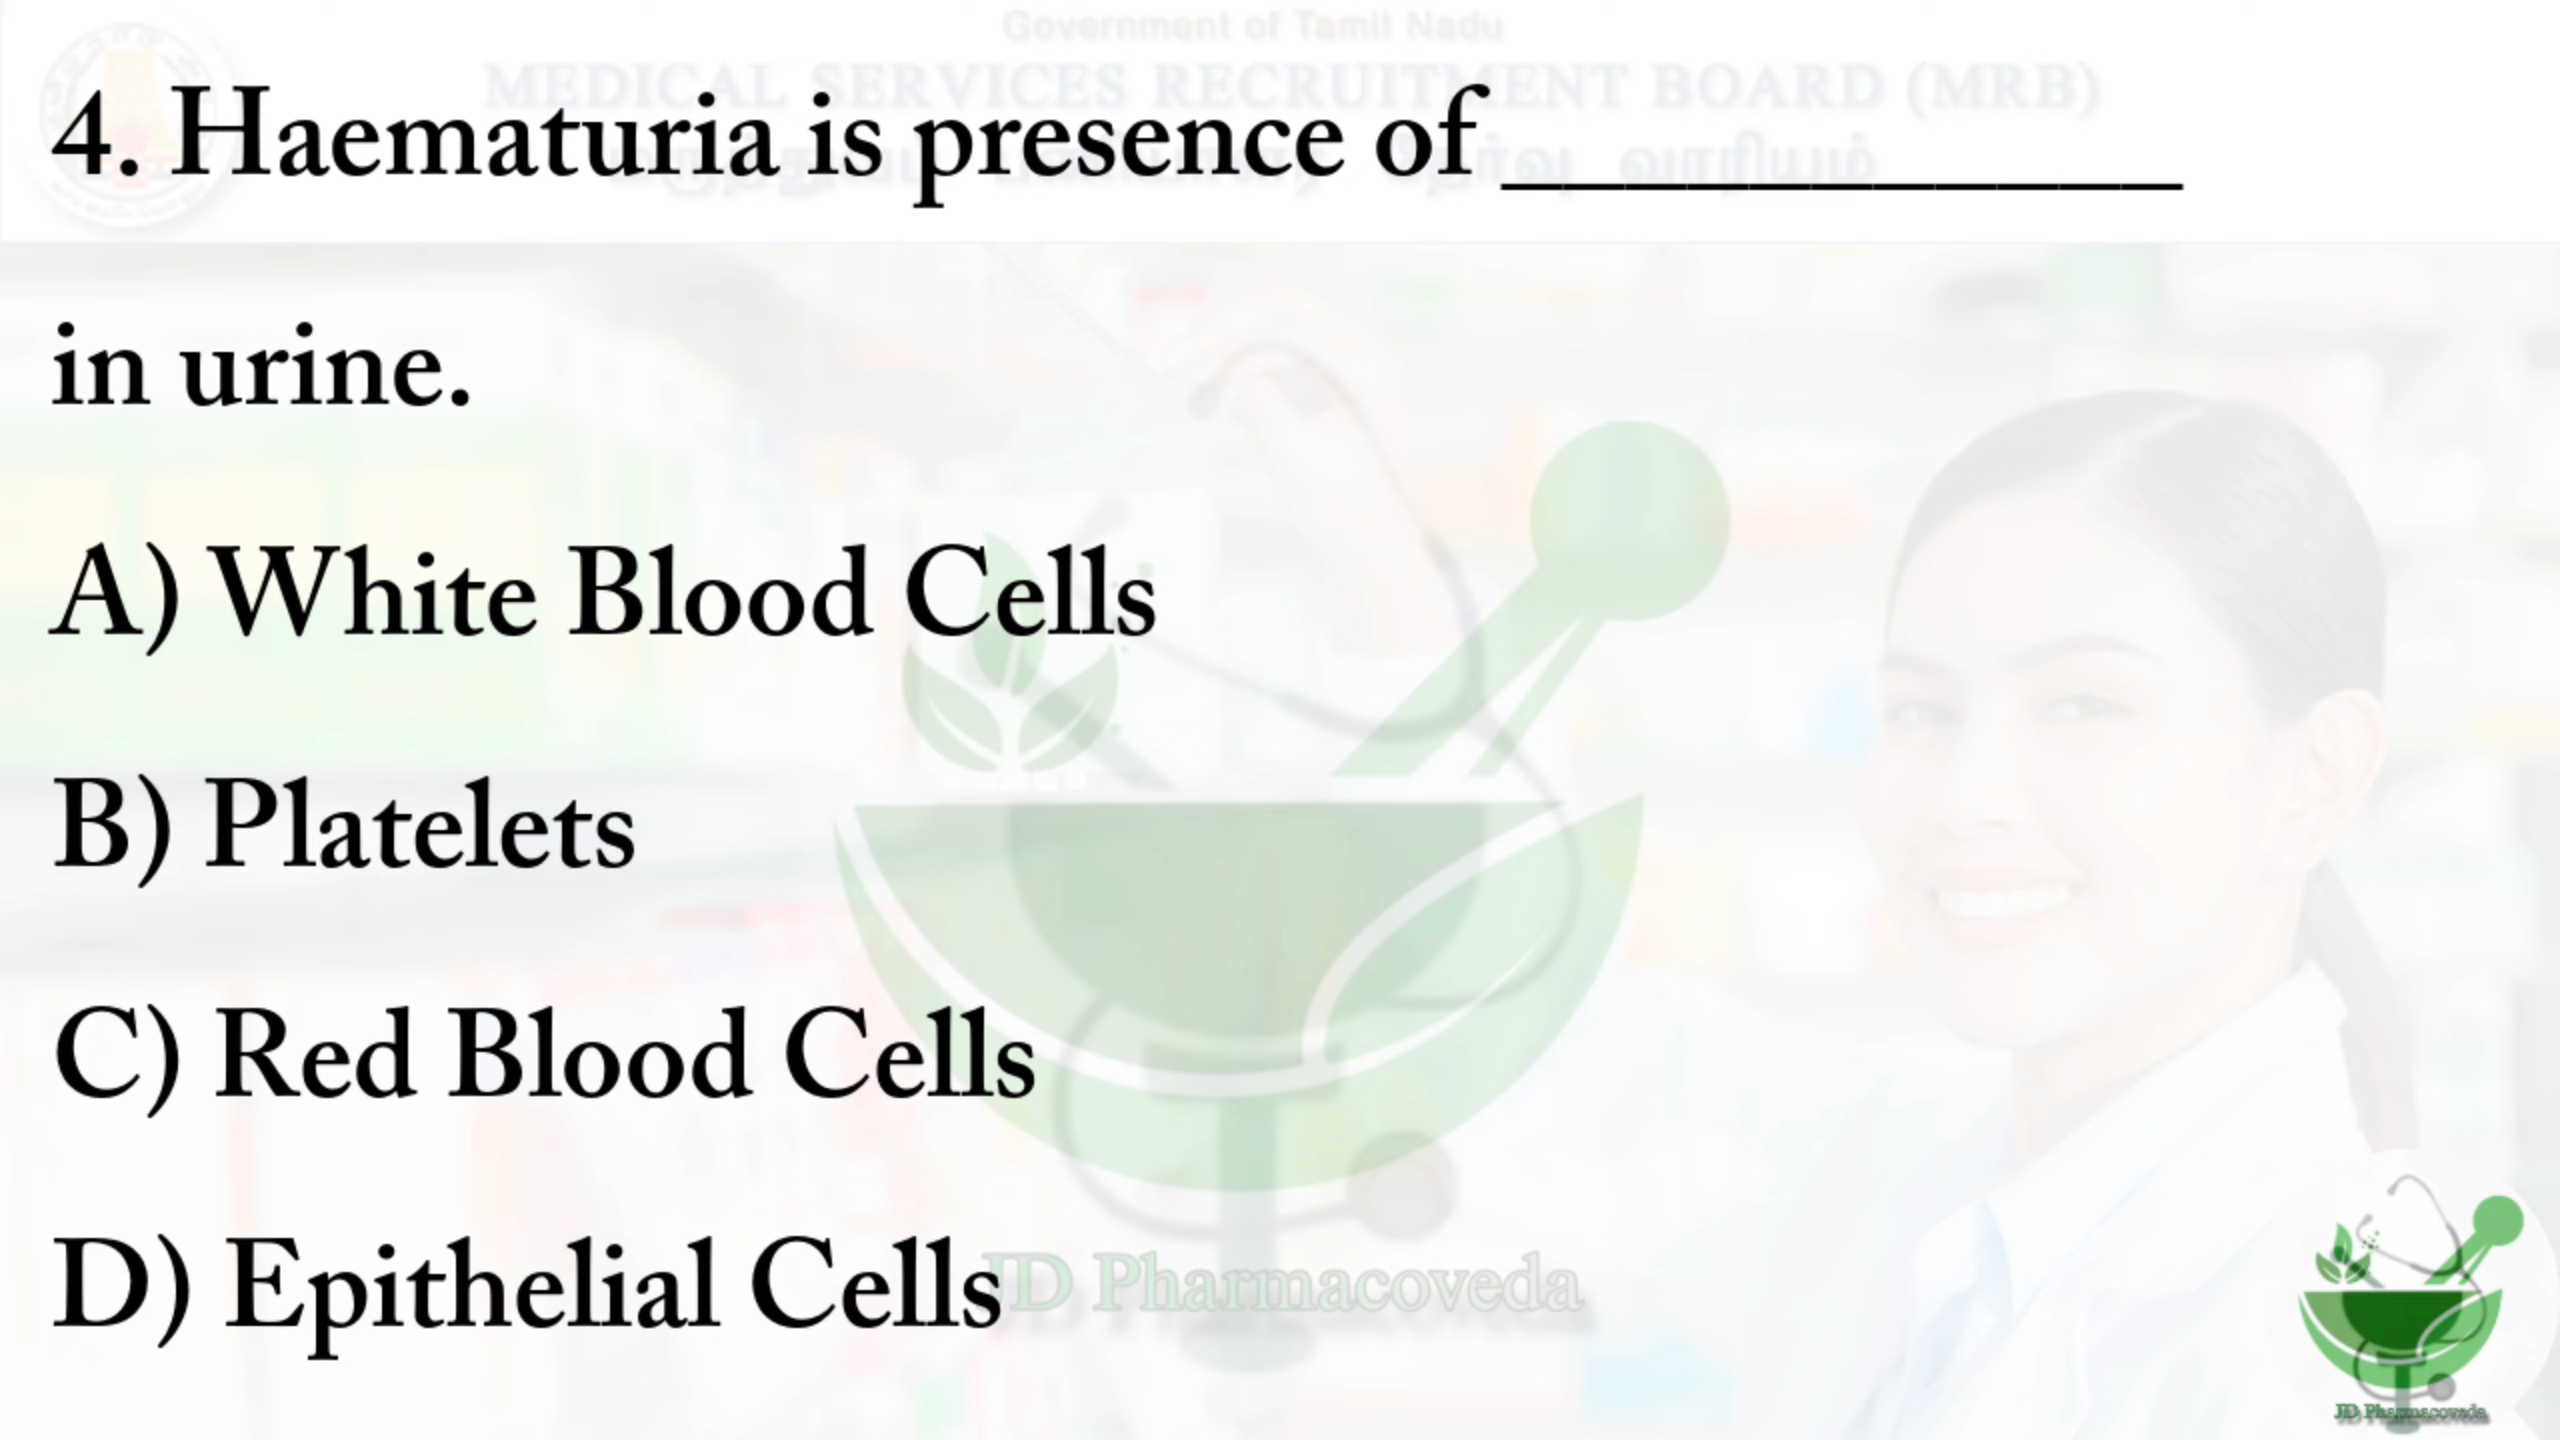 Government of Tamil Nadu
MEDICAL SERVICES RECRUITMENT BOARD (MRB)
4. Haematuria is presence of ___________
in urine.
A) White Blood Cells
B) Platelets
C) Red Blood Cells
D) Epithelial Cells
JD Pharmacoveda
JD Pharmacoveda